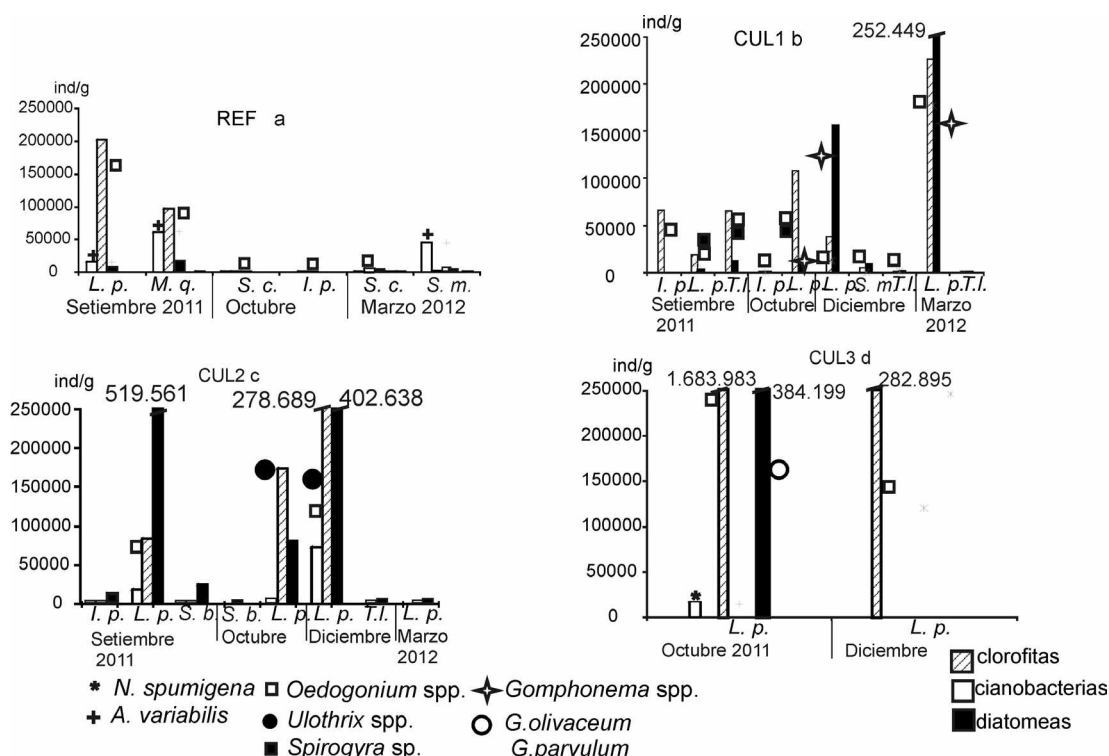 REF a
ind/g
250000
200000
150000
100000
50000
0
L. p. M. q. S. c. I. p. S. c. S. m.
Setiembre 2011 Octubre Marzo 2012
CUL1 b
ind/g
252.449
250000
200000
150000
100000
50000
0
I. p L. p. T.I. I. p. L. p. L. p S. m T.I. L. p. T.I.
Setiembre Octubre Diciembre Marzo
2011 2012
CUL2 c
ind/g
519.561 278.689 402.638
250000
200000
150000
100000
50000
0
I. p. L. p. S. b. S. b. L. p. L. p. T.I. L. p.
Setiembre Octubre Diciembre Marzo
2011 2012
CUL3 d
ind/g
1.683.983 384.199 282.895
250000
200000
150000
100000
50000
0
L. p. L. p.
Octubre 2011 Diciembre
N. spumigena Oedogonium spp. Gomphonema spp.
A. variabilis Ulothrix spp. G.olivaceum
Spirogyra sp. G.parvulum
clorofitas
cianobacterias
diatomeas